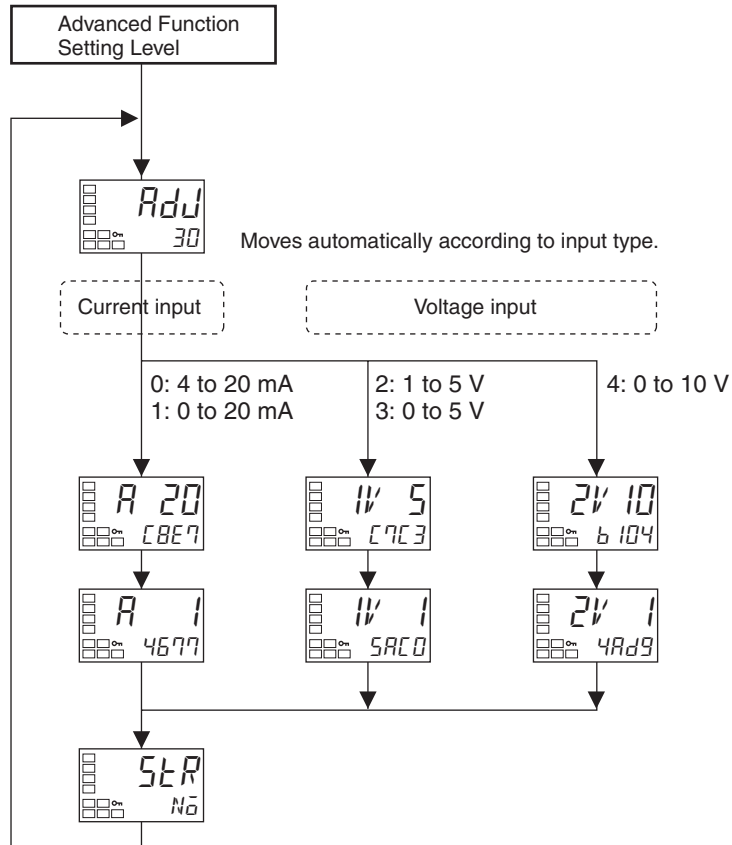 Advanced Function
Setting Level
AdJ
30
Moves automatically according to input type.
Current input
Voltage input
0: 4 to 20 mA
1: 0 to 20 mA
2: 1 to 5 V
3: 0 to 5 V
4: 0 to 10 V
A 20
C8E7
1V 5
C7C3
2V 10
b104
A 1
4677
1V 1
5AC0
2V 1
4Ad9
StR
No